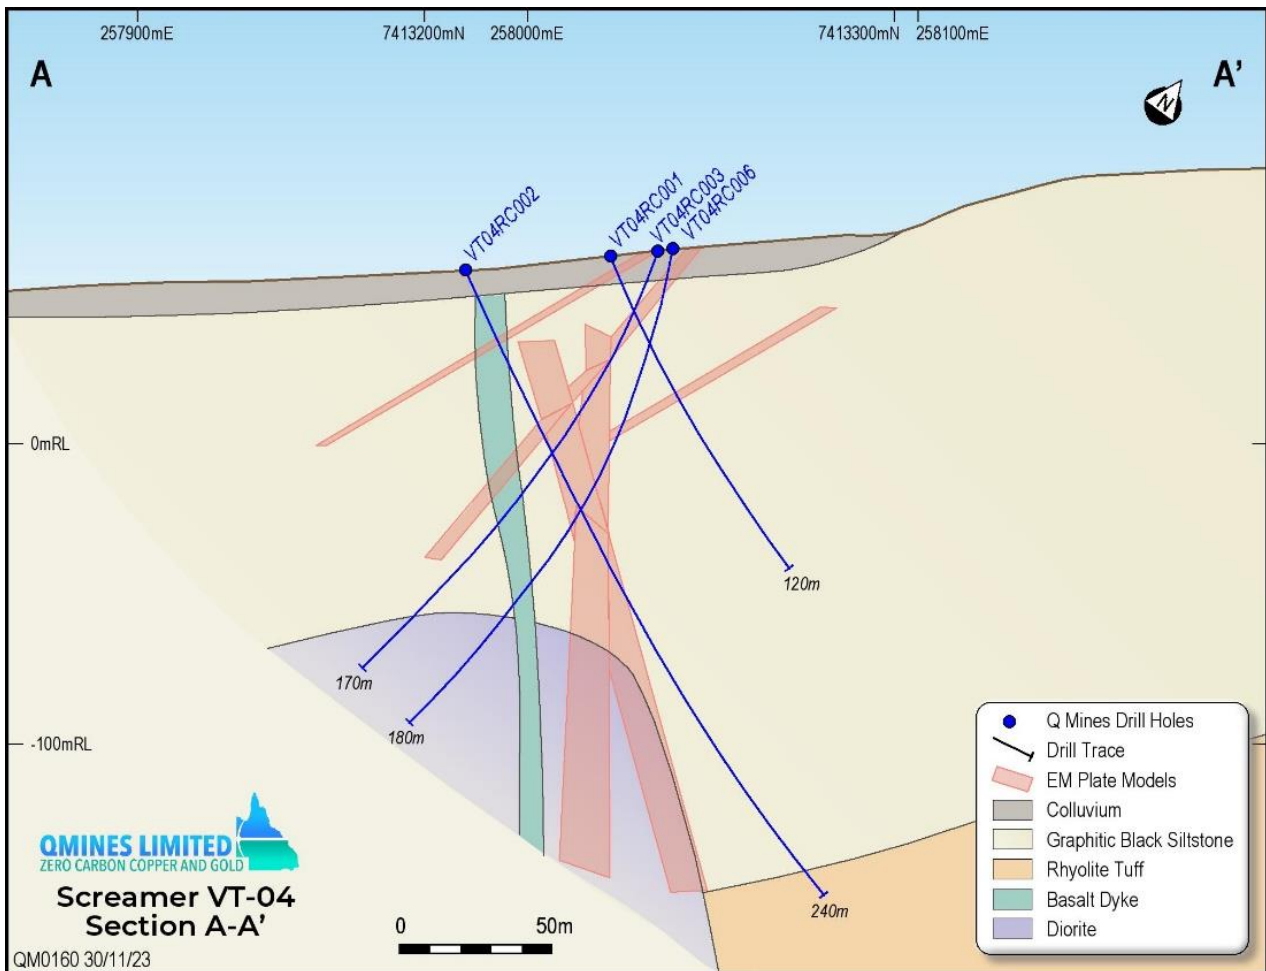 257900mE
7413200mN
258000mE
7413300mN
258100mE
A
A'
N
VT04RC002
VT04RC001
VT04RC003
VT04RC006
0mRL
-100mRL
120m
170m
180m
240m
Q Mines Drill Holes
Drill Trace
EM Plate Models
Colluvium
Graphitic Black Siltstone
Rhyolite Tuff
Basalt Dyke
Diorite
QMINES LIMITED
ZERO CARBON COPPER AND GOLD
Screamer VT-04
Section A-A'
0 50m
QM0160 30/11/23